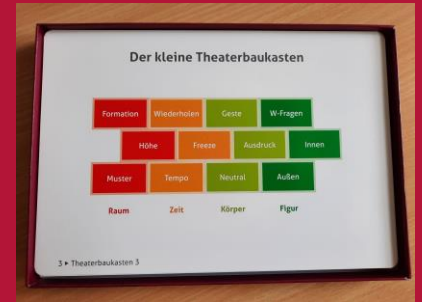 Der kleine Theaterbaukasten
Formation Wiederholen Geste W-Fragen
Höhe Freeze Ausdruck Innen
Muster Tempo Neutral Außen
Raum Zeit Körper Figur
3 ▸ Theaterbaukasten 3